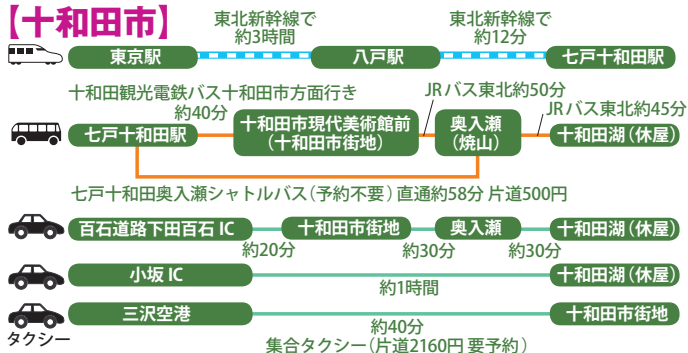 【十和田市】
東北新幹線で
約3時間
東北新幹線で
約12分
東京駅
八戸駅
七戸十和田駅
十和田観光電鉄バス十和田市方面行き
約40分
JRバス東北約50分
JRバス東北約45分
七戸十和田駅
十和田市現代美術館前
(十和田市街地)
奥入瀬
(焼山)
十和田湖(休屋)
七戸十和田奥入瀬シャトルバス(予約不要)直通約58分 片道500円
百石道路下田百石IC
十和田市街地
奥入瀬
十和田湖(休屋)
約20分
約30分
約30分
小坂IC
十和田湖(休屋)
約1時間
三沢空港
十和田市街地
タクシー
約40分
集合タクシー(片道2160円 要予約)